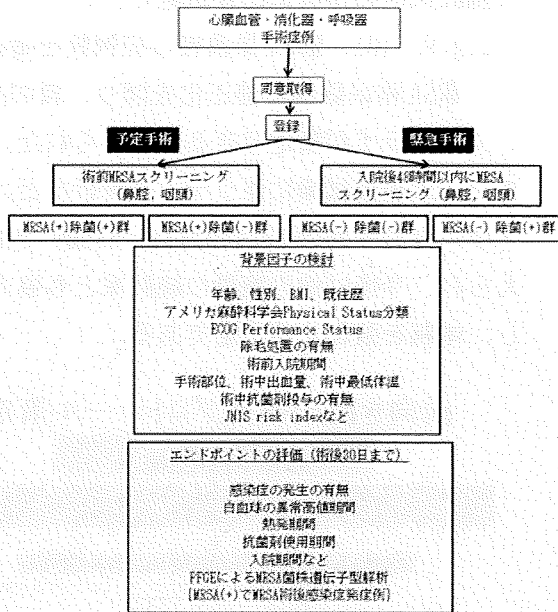 心臓血管・消化器・呼吸器
手術症例
同意取得
登録
予定手術
緊急手術
術前MRSAスクリーニング
(鼻腔, 咽頭)
入院後48時間以内にMRSA
スクリーニング (鼻腔, 咽頭)
MRSA(+)除菌(+)群
MRSA(+)除菌(-)群
MRSA(-) 除菌(-)群
MRSA(-) 除菌(+)群
背景因子の検討
年齢、性別、BMI、既往歴
アメリカ麻酔科学会Physical Status分類
ECOG Performance Status
除毛処置の有無
術前入院期間
手術部位、術中出血量、術中最低体温
術中抗菌剤投与の有無
JNIS risk indexなど
エンドポイントの評価 (術後30日まで)
感染症の発生の有無
白血球の異常高値期間
熱発期間
抗菌剤使用期間
入院期間など
PFGEによるMRSA菌株遺伝子型解析
[MRSA(+)でMRSA術後感染症発症例]